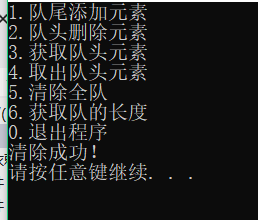 1.队尾添加元素
2.队头删除元素
3.获取队头元素
4.取出队头元素
5.清除全队
6.获取队的长度
0.退出程序
清除成功!
请按任意键继续. . .